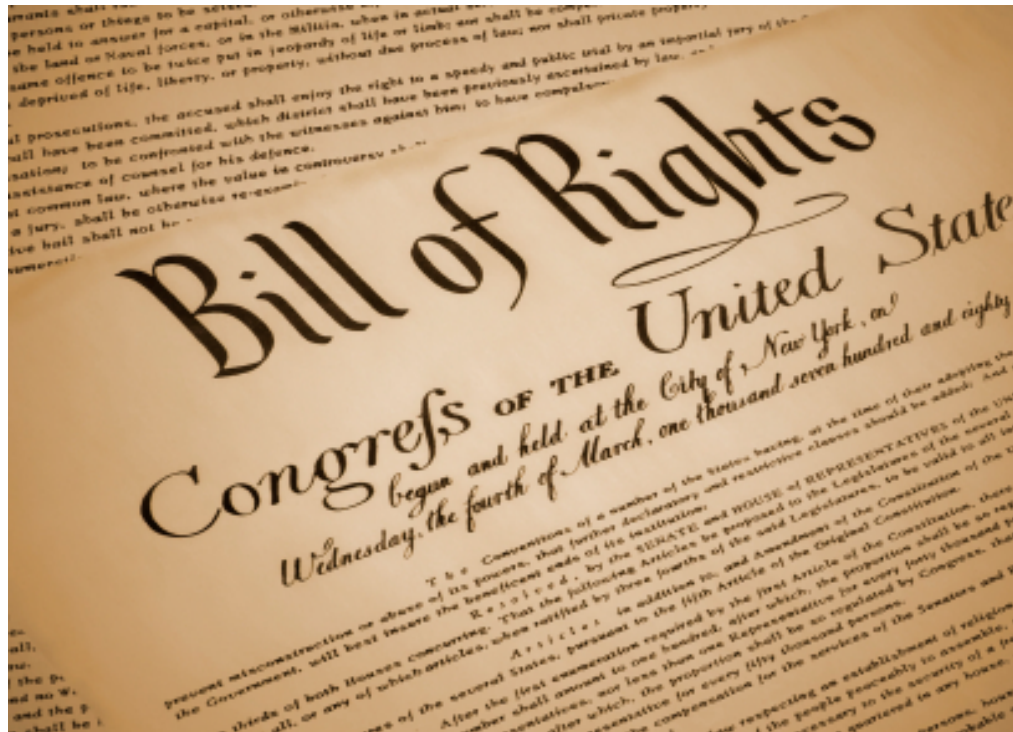 persons or things to be
be held to answer for a capital, or otherwise
the land or Naval forces, or in the Militia, when in actual
same offence to be twice put in jeopardy of life or limb; nor shall be
deprived of life, liberty, or property, without due process of law; nor shall private property
prosecutions, the accused shall enjoy the right to a speedy and public trial by an impartial jury of the
shall have been committed, which district shall have been previously ascertained by law,
to be confronted with the witnesses against him; to have
assistance of counsel for his defence.
common law, where the value in controversy
a jury, shall be otherwise
bail shall not
Bill of Rights
Congreſs OF THE United State
begun and held at the City of New York, on
Wednesday, the fourth of March, one thousand seven hundred and eighty
The Conventions of a number of the States having, at the time of their adopting the
prevent misconstruction or abuse of its powers, that further declaratory and restrictive clauses should be added: And
the Government, will best insure the beneficent ends of its institution;
Resolved, by the SENATE and HOUSE of REPRESENTATIVES of the UN
thirds of both Houses concurring. That the following Articles be proposed to the Legislatures of the several
all, or any of which articles, when ratified by three fourths of the said Legislatures, to be valid to all
Articles in addition to, and Amendment of the Constitution of the
of the several States, pursuant to the fifth Article of the Original Constitution.
After the first enumeration required by the first Article of the Constitution, there
shall amount to one hundred, after which, the proportion shall be so
nor less than one Representative for every forty thousand
after which, the proportion shall be so regulated by Congress,
for every fifty thousand persons.
compensation for the services of the Senators and
respecting an establishment of religion
the people peaceably to assemble,
to the security of a
quartered in any house